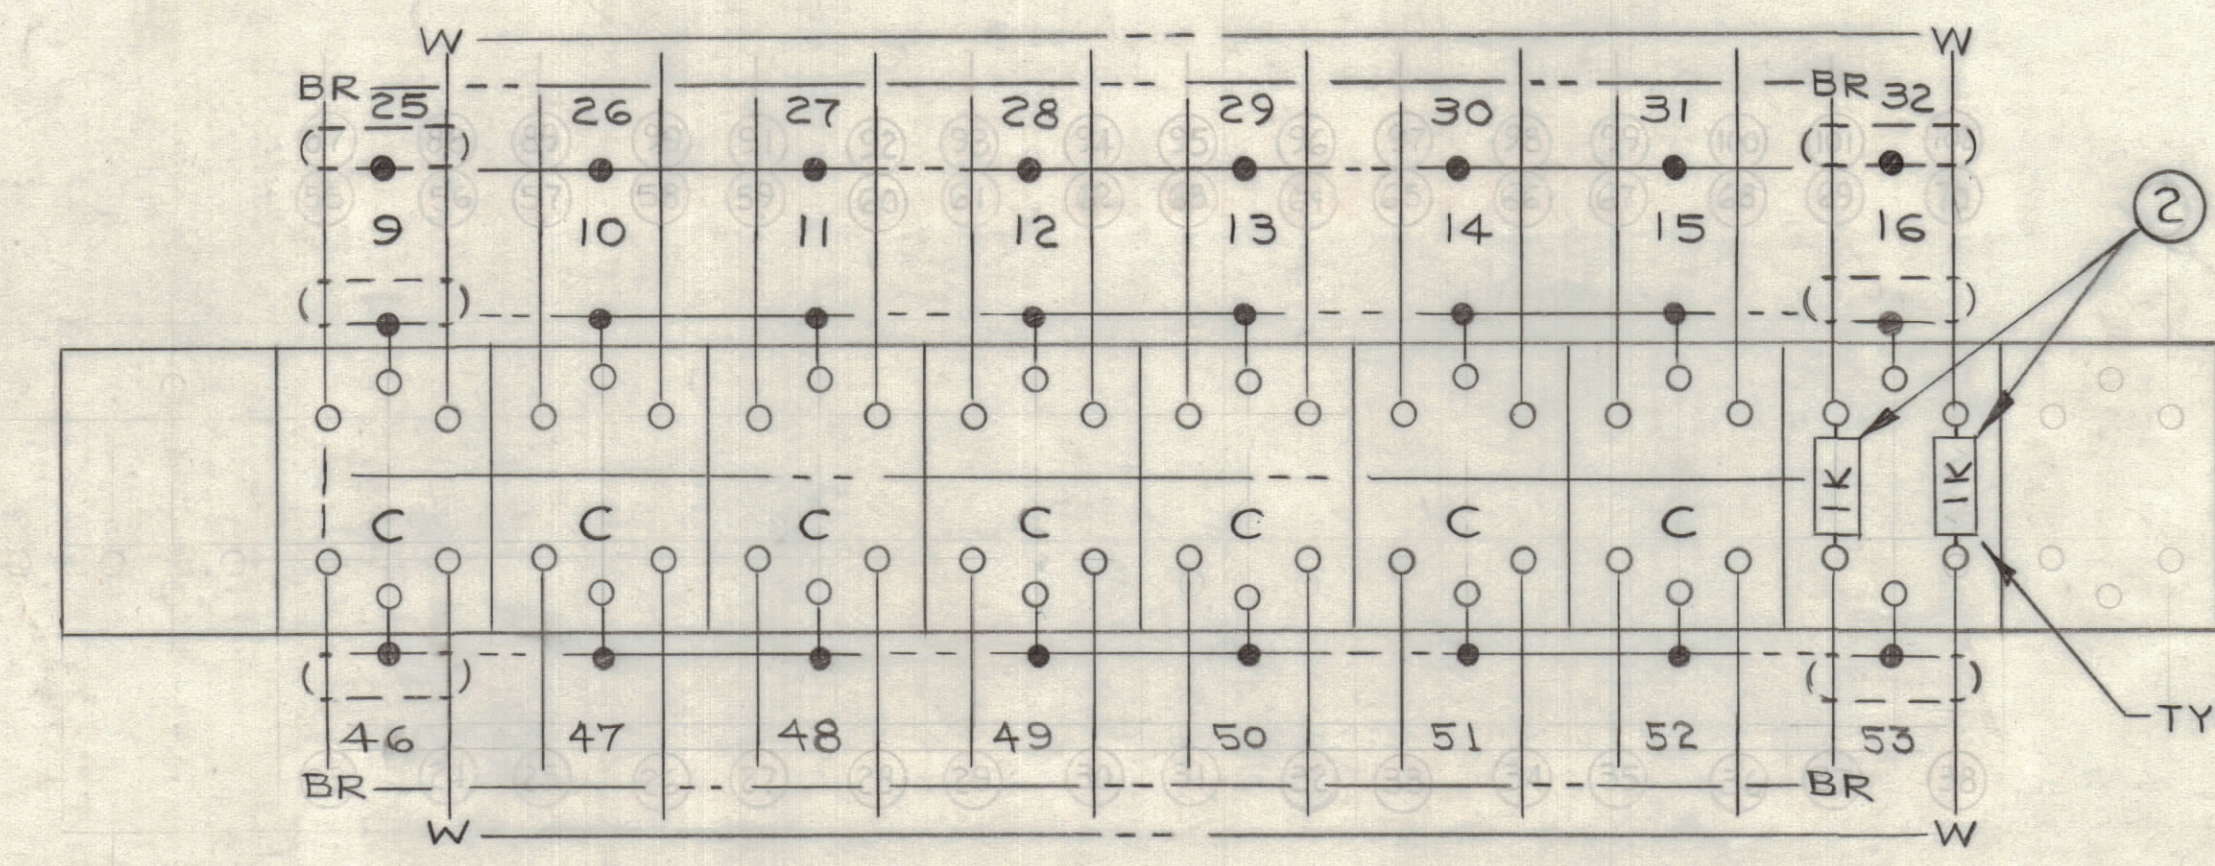 W W
BR 25 26 27 28 29 30 31 BR 32
9 10 11 12 13 14 15 16 2
C C C C C C C 1K 1K
TY
46 47 48 49 50 51 52 53
BR BR
W W